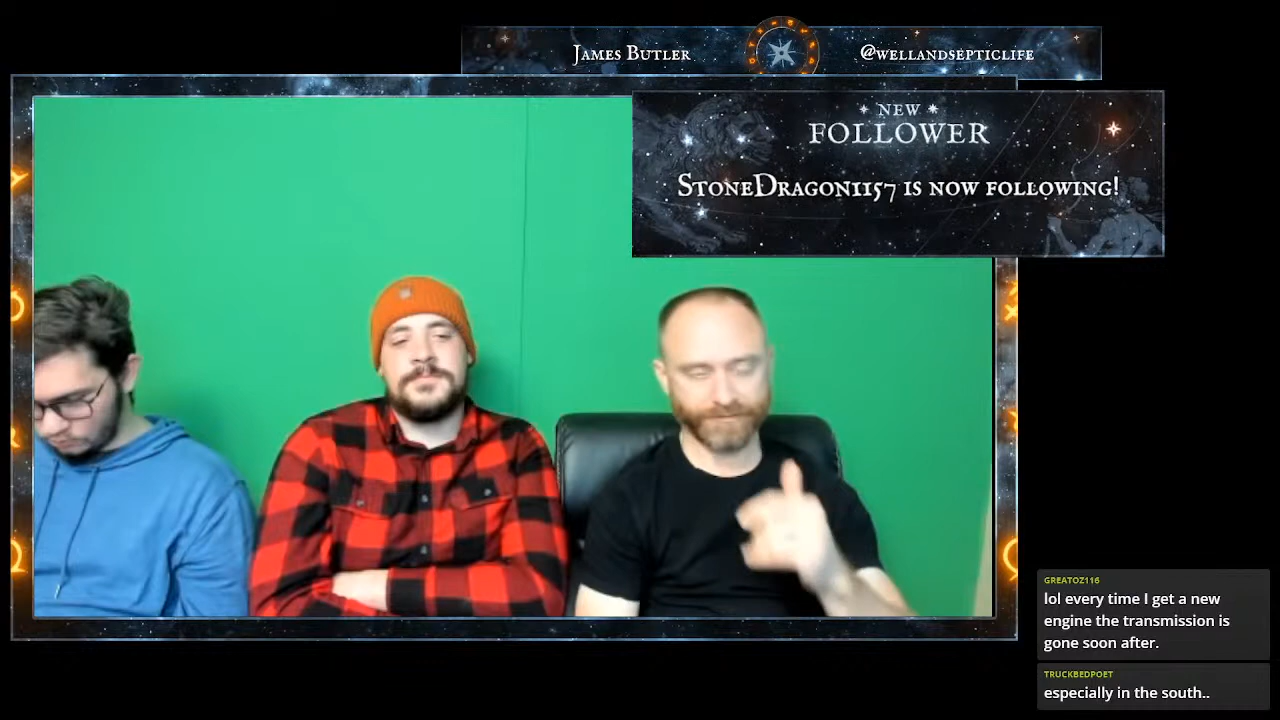 James Butler
@wellandsepticlife
NEW
FOLLOWER
StoneDragon1157 is now following!
GREATOZ116
lol every time I get a new
engine the transmission is
gone soon after.
TRUCKBEDPOET
especially in the south..